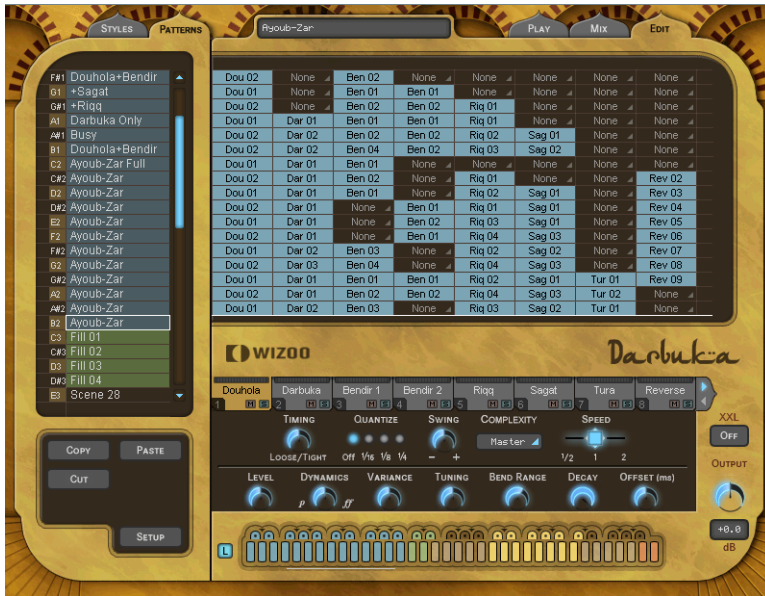 STYLES PATTERNS Ayoub-Zar PLAY MIX EDIT
F#1 Douhola+Bendir Dou 02 None Ben 02 None None None None None
G1 +Sagat Dou 01 None Ben 01 Ben 01 None None None None
G#1 +Riqq Dou 02 None Ben 02 Ben 02 Riq 01 None None None
A1 Darbuka Only Dou 01 Dar 01 Ben 01 Ben 01 Riq 01 None None None
A#1 Busy Dou 02 Dar 02 Ben 02 Ben 02 Riq 02 Sag 01 None None
B1 Douhola+Bendir Dou 02 Dar 02 Ben 04 Ben 02 Riq 03 Sag 02 None None
C2 Ayoub-Zar Full Dou 01 Dar 01 Ben 01 None None None None None
C#2 Ayoub-Zar Dou 02 Dar 02 Ben 02 None Riq 01 None None Rev 02
D2 Ayoub-Zar Dou 01 Dar 01 Ben 01 None Riq 02 Sag 01 None Rev 03
D#2 Ayoub-Zar Dou 01 Dar 01 None Ben 01 Riq 01 Sag 01 None Rev 04
E2 Ayoub-Zar Dou 01 Dar 01 None Ben 02 Riq 03 Sag 01 None Rev 05
F2 Ayoub-Zar Dou 01 Dar 01 None Ben 01 Riq 04 Sag 03 None Rev 06
F#2 Ayoub-Zar Dou 01 Dar 02 Ben 03 None Riq 02 Sag 02 None Rev 07
G2 Ayoub-Zar Dou 02 Dar 03 Ben 04 None Riq 04 Sag 03 None Rev 08
G#2 Ayoub-Zar Dou 01 Dar 01 Ben 01 Ben 01 Riq 02 Sag 01 Tur 01 Rev 09
A2 Ayoub-Zar Dou 02 Dar 01 Ben 02 Ben 02 Riq 04 Sag 03 Tur 02 None
A#2 Ayoub-Zar Dou 01 Dar 02 Ben 03 None Riq 03 Sag 02 Tur 01 None
B2 Ayoub-Zar
C3 Fill 01
C#3 Fill 02
D3 Fill 03
D#3 Fill 04
E3 Scene 28
WIZOO Darbuka
Douhola Darbuka Bendir 1 Bendir 2 Riqq Sagat Tura Reverse
1 M S 2 M S 3 M S 4 M S 5 M S 6 M S 7 M S 8 M S
TIMING QUANTIZE SWING COMPLEXITY SPEED
Master
LOOSE/TIGHT Off 1/16 1/8 1/4 - + 1/2 1 2
LEVEL DYNAMICS VARIANCE TUNING BEND RANGE DECAY OFFSET (ms)
p ff
L
XXL
OFF
OUTPUT
+0.0
dB
COPY PASTE
CUT
SETUP